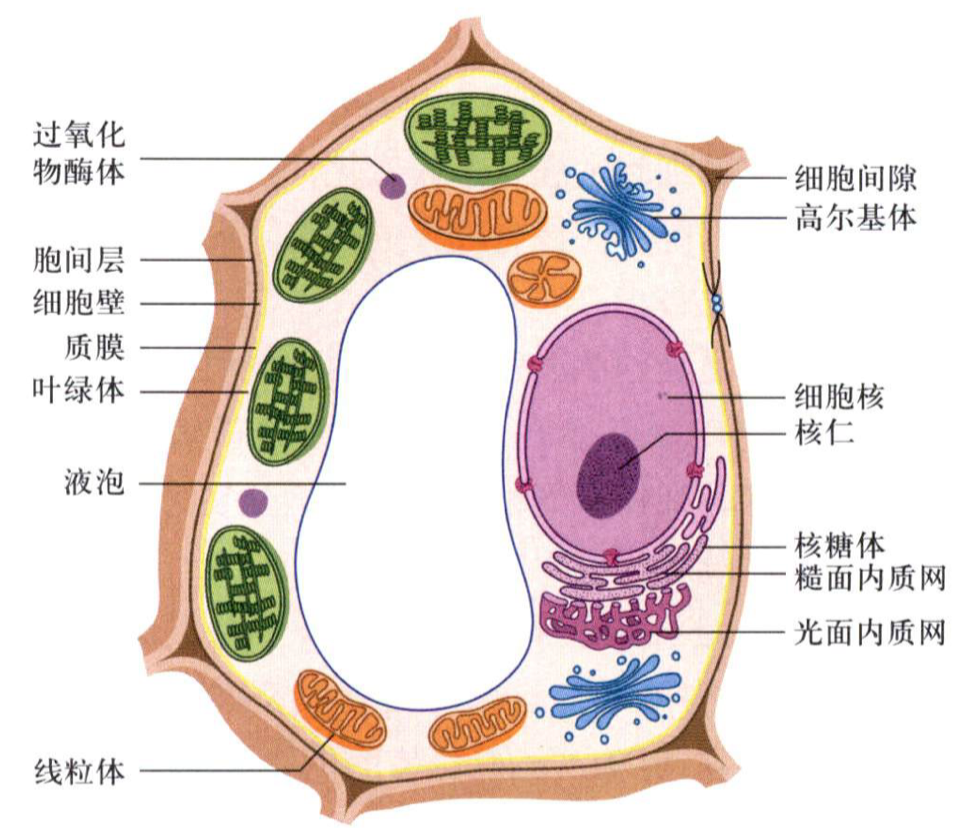 过氧化
物酶体
胞间层
细胞壁
质膜
叶绿体
液泡
线粒体
细胞间隙
高尔基体
细胞核
核仁
核糖体
糙面内质网
光面内质网